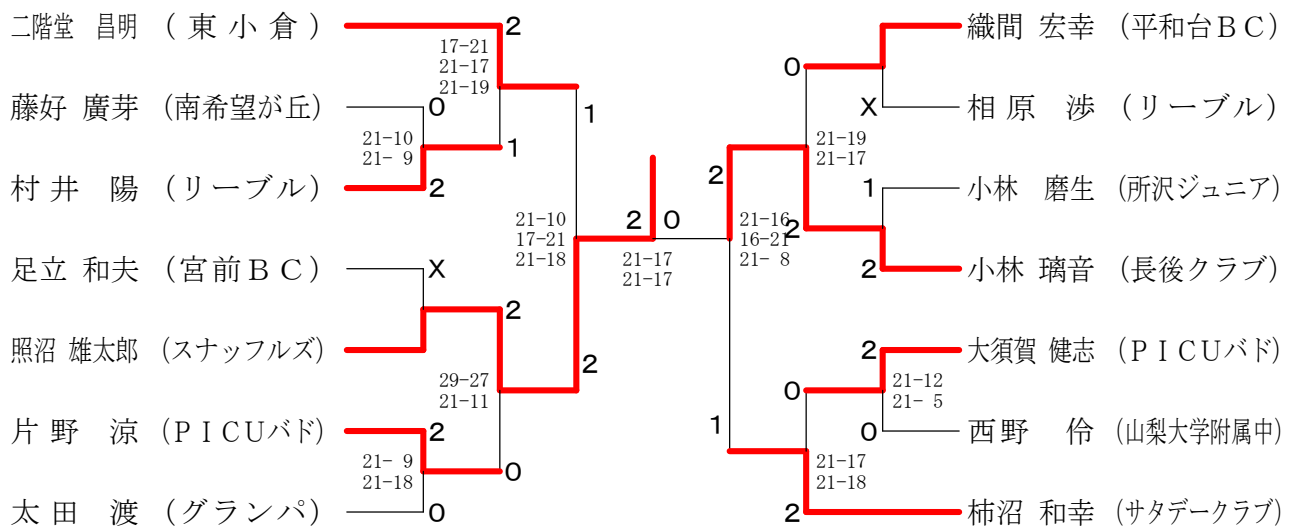 二階堂 昌明 (東小倉)
2
17-21
21-17
21-19
藤好 廣芽 (南希望が丘)
0
21-10
21- 9
1
村井 陽 (リーブル)
2
1
足立 和夫 (宮前BC)
X
21-10
17-21
21-18
2
照沼 雄太郎 (スナッフルズ)
2
29-27
21-11
片野 涼 (PICUバド)
2
21- 9
21-18
0
太田 渡 (グランパ)
0
2
0
21-17
21-17
織間 宏幸 (平和台BC)
0
X
相原 渉 (リーブル)
21-19
21-17
2
1
小林 磨生 (所沢ジュニア)
21-16
16-21
21- 8
2
2
小林 璃音 (長後クラブ)
2
大須賀 健志 (PICUバド)
21-12
21- 5
0
1
0
西野 伶 (山梨大学附属中)
21-17
21-18
2
柿沼 和幸 (サタデークラブ)